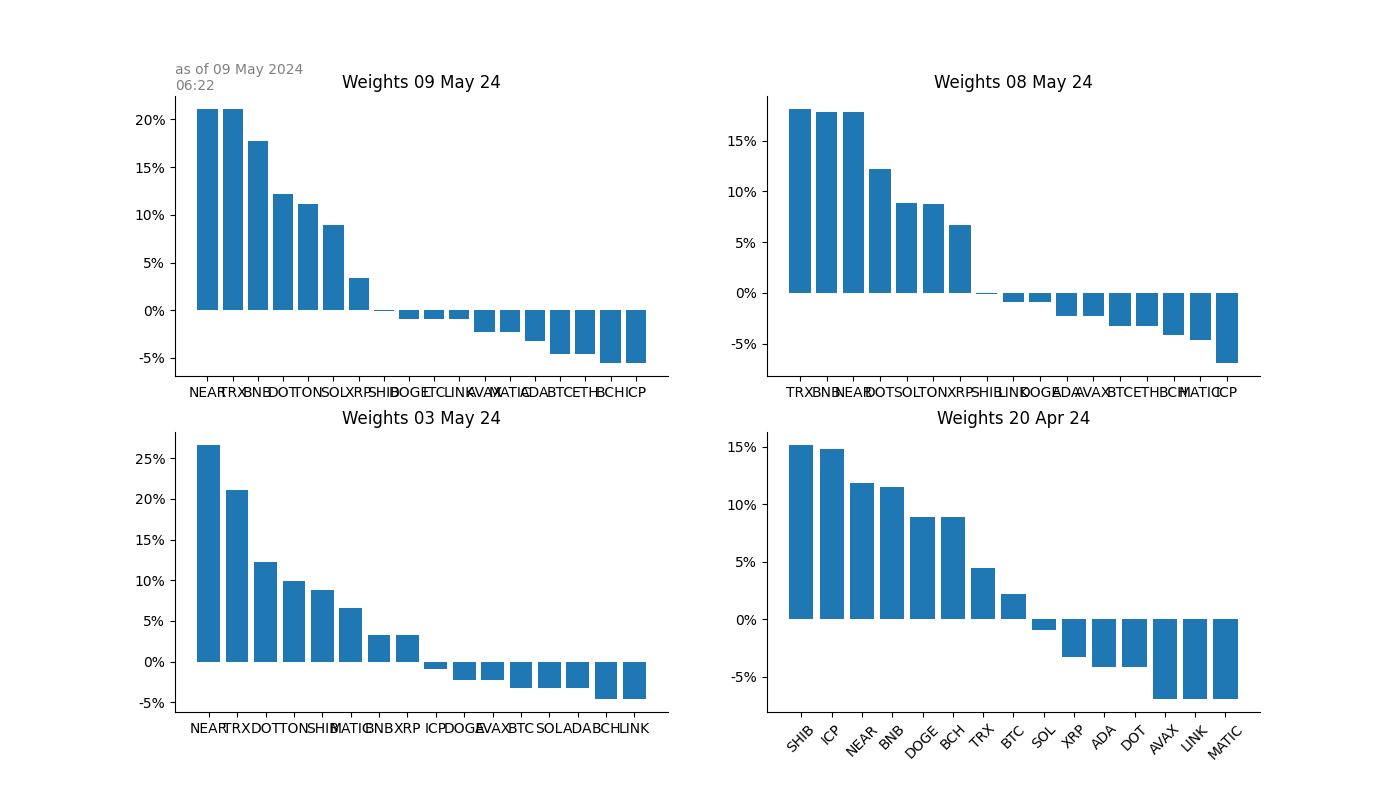 as of 09 May 2024
06:22
Weights 09 May 24
20%
15%
10%
5%
0%
-5%
NEAR TRX BNB DOT TON SOL XRP SHIB DOGE LTC LINK AVAX MATIC ADA BTC ETH BCH ICP
Weights 08 May 24
15%
10%
5%
0%
-5%
TRX BNB NEAR DOT SOL TON XRP SHIB LINK DOGE ADA AVAX BTC ETH BCH MATIC ICP
Weights 03 May 24
25%
20%
15%
10%
5%
0%
-5%
NEAR TRX DOT TON SHIB MATIC BNB XRP ICP DOGE AVAX BTC SOL ADA BCH LINK
Weights 20 Apr 24
15%
10%
5%
0%
-5%
SHIB ICP NEAR BNB DOGE BCH TRX BTC SOL XRP ADA DOT AVAX LINK MATIC